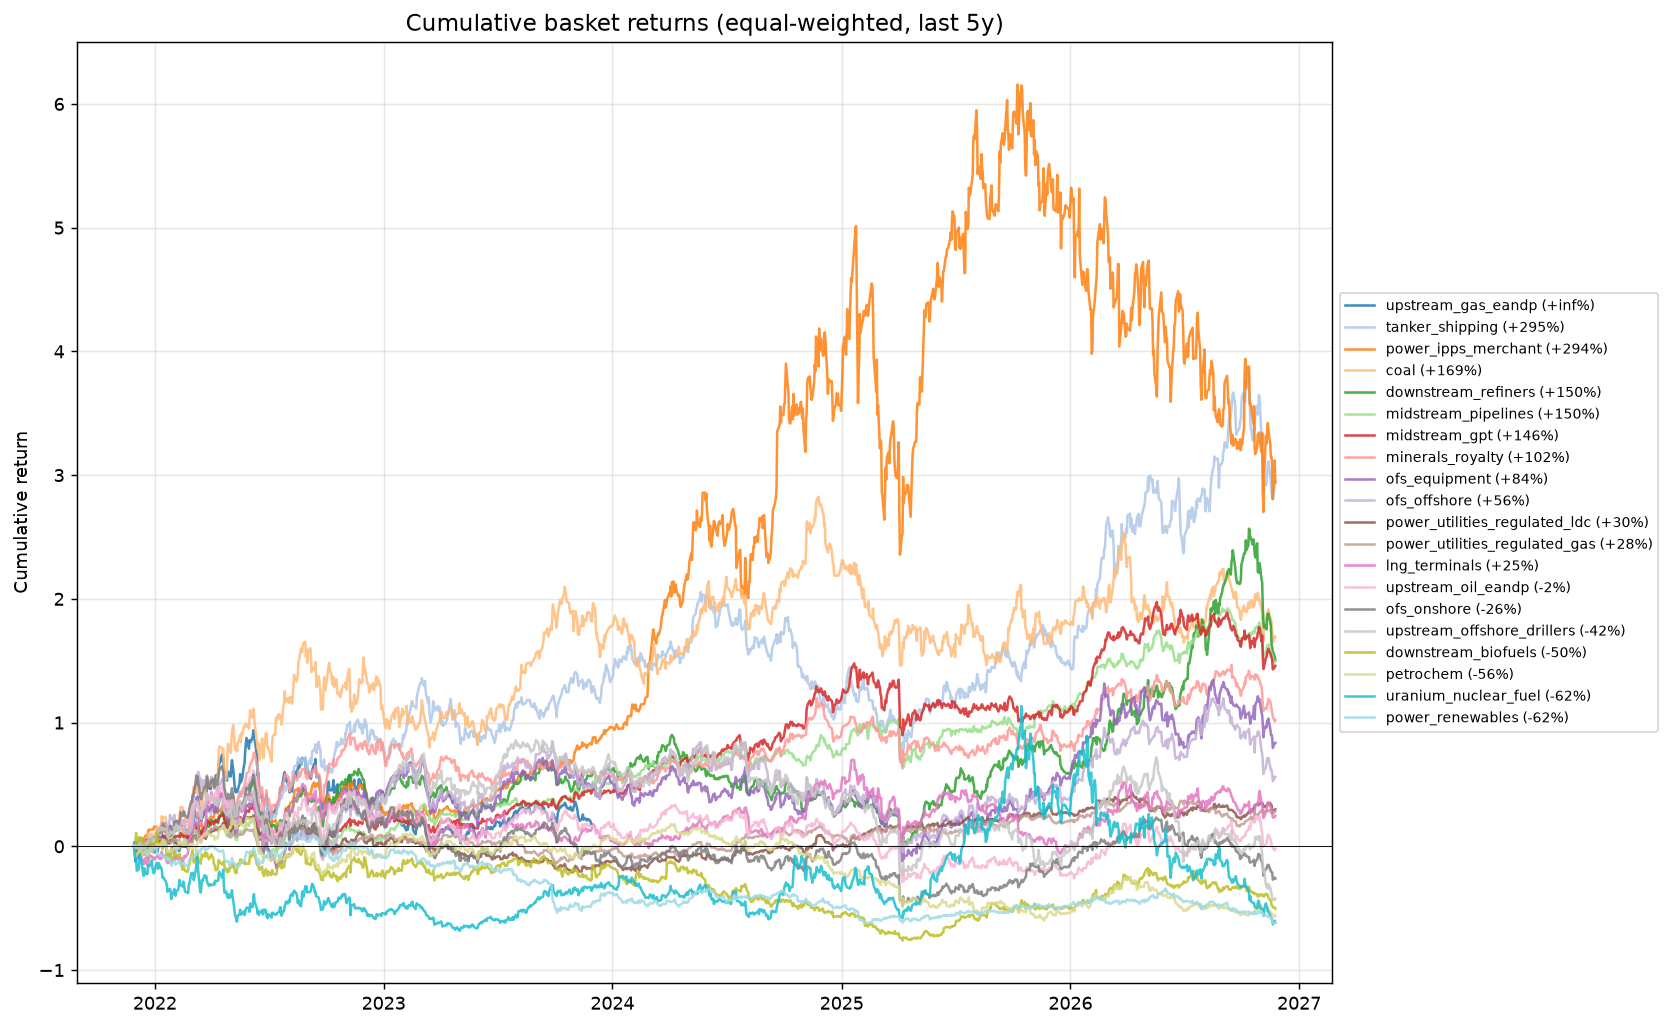 Cumulative basket returns (equal-weighted, last 5y)
Cumulative return
6
5
4
3
2
1
0
−1
2022
2023
2024
2025
2026
2027
upstream_gas_eandp (+inf%)
tanker_shipping (+295%)
power_ipps_merchant (+294%)
coal (+169%)
downstream_refiners (+150%)
midstream_pipelines (+150%)
midstream_gpt (+146%)
minerals_royalty (+102%)
ofs_equipment (+84%)
ofs_offshore (+56%)
power_utilities_regulated_ldc (+30%)
power_utilities_regulated_gas (+28%)
lng_terminals (+25%)
upstream_oil_eandp (-2%)
ofs_onshore (-26%)
upstream_offshore_drillers (-42%)
downstream_biofuels (-50%)
petrochem (-56%)
uranium_nuclear_fuel (-62%)
power_renewables (-62%)